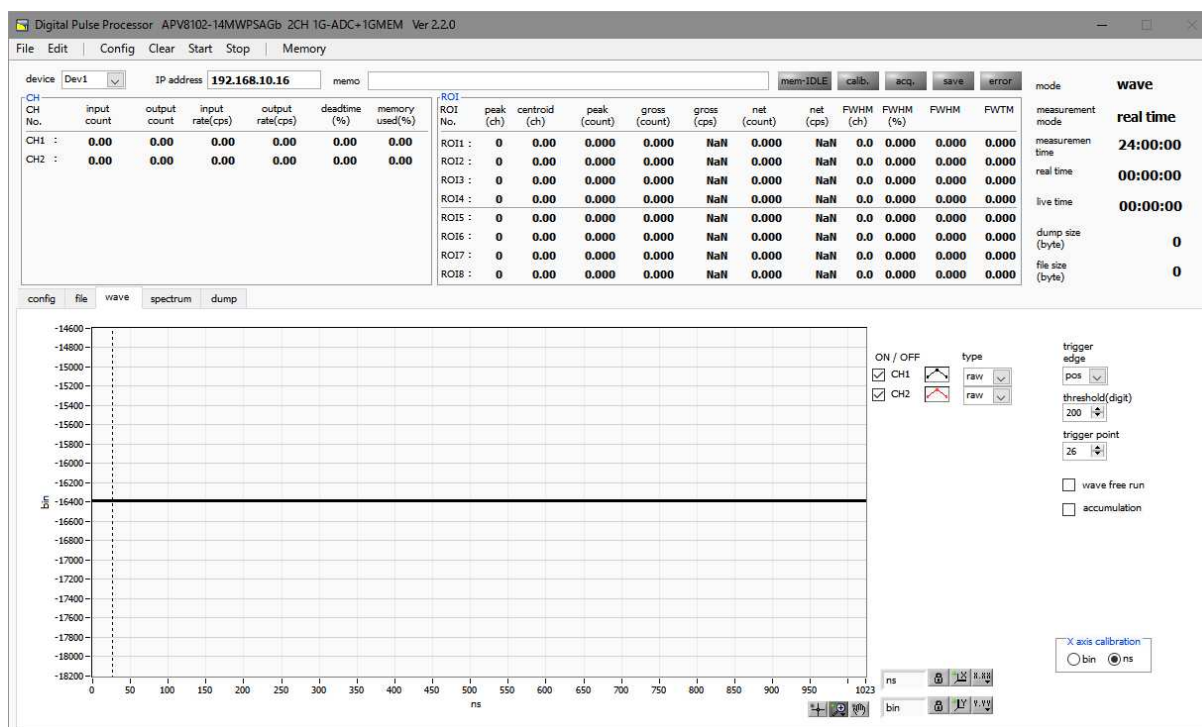 Digital Pulse Processor APV8102-14MWPSAGb 2CH 1G-ADC+1GMEM Ver 2.2.0
File Edit | Config Clear Start Stop | Memory
device Dev1 IP address 192.168.10.16 memo mem-IDLE calib. acq. save error
mode wave
measurement mode real time
measuremen time 24:00:00
real time 00:00:00
live time 00:00:00
dump size (byte) 0
file size (byte) 0
CH
CH No. input count output count input rate(cps) output rate(cps) deadtime (%) memory used(%)
CH1 : 0.00 0.00 0.00 0.00 0.00 0.00
CH2 : 0.00 0.00 0.00 0.00 0.00 0.00
ROI
ROI No. peak (ch) centroid (ch) peak (count) gross (count) gross (cps) net (count) net (cps) FWHM (ch) FWHM (%) FWHM FWTM
ROI1 : 0 0.00 0.000 0.000 NaN 0.000 NaN 0.0 0.000 0.000 0.000
ROI2 : 0 0.00 0.000 0.000 NaN 0.000 NaN 0.0 0.000 0.000 0.000
ROI3 : 0 0.00 0.000 0.000 NaN 0.000 NaN 0.0 0.000 0.000 0.000
ROI4 : 0 0.00 0.000 0.000 NaN 0.000 NaN 0.0 0.000 0.000 0.000
ROI5 : 0 0.00 0.000 0.000 NaN 0.000 NaN 0.0 0.000 0.000 0.000
ROI6 : 0 0.00 0.000 0.000 NaN 0.000 NaN 0.0 0.000 0.000 0.000
ROI7 : 0 0.00 0.000 0.000 NaN 0.000 NaN 0.0 0.000 0.000 0.000
ROI8 : 0 0.00 0.000 0.000 NaN 0.000 NaN 0.0 0.000 0.000 0.000
config file wave spectrum dump
-14600
-14800
-15000
-15200
-15400
-15600
-15800
-16000
-16200
-16400
-16600
-16800
-17000
-17200
-17400
-17600
-17800
-18000
-18200
bin
0 50 100 150 200 250 300 350 400 450 500 550 600 650 700 750 800 850 900 950 1023
ns
ON / OFF type
CH1 raw
CH2 raw
trigger edge
pos
threshold(digit)
200
trigger point
26
wave free run
accumulation
X axis calibration
bin ns
ns X X.XX
bin Y Y.YY